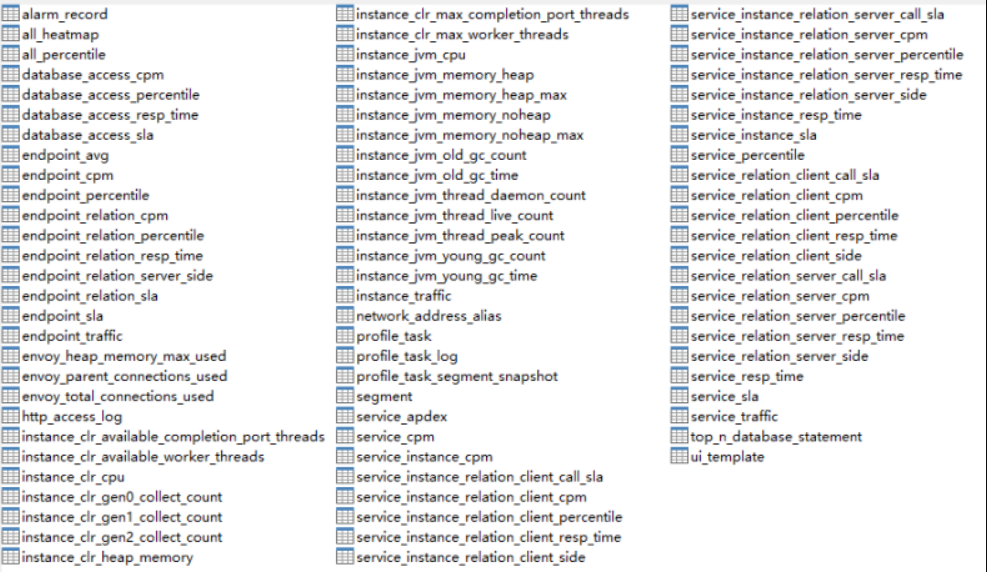 alarm_record
all_heatmap
all_percentile
database_access_cpm
database_access_percentile
database_access_resp_time
database_access_sla
endpoint_avg
endpoint_cpm
endpoint_percentile
endpoint_relation_cpm
endpoint_relation_percentile
endpoint_relation_resp_time
endpoint_relation_server_side
endpoint_relation_sla
endpoint_sla
endpoint_traffic
envoy_heap_memory_max_used
envoy_parent_connections_used
envoy_total_connections_used
http_access_log
instance_clr_available_completion_port_threads
instance_clr_available_worker_threads
instance_clr_cpu
instance_clr_gen0_collect_count
instance_clr_gen1_collect_count
instance_clr_gen2_collect_count
instance_clr_heap_memory
instance_clr_max_completion_port_threads
instance_clr_max_worker_threads
instance_jvm_cpu
instance_jvm_memory_heap
instance_jvm_memory_heap_max
instance_jvm_memory_noheap
instance_jvm_memory_noheap_max
instance_jvm_old_gc_count
instance_jvm_old_gc_time
instance_jvm_thread_daemon_count
instance_jvm_thread_live_count
instance_jvm_thread_peak_count
instance_jvm_young_gc_count
instance_jvm_young_gc_time
instance_traffic
network_address_alias
profile_task
profile_task_log
profile_task_segment_snapshot
segment
service_apdex
service_cpm
service_instance_cpm
service_instance_relation_client_call_sla
service_instance_relation_client_cpm
service_instance_relation_client_percentile
service_instance_relation_client_resp_time
service_instance_relation_client_side
service_instance_relation_server_call_sla
service_instance_relation_server_cpm
service_instance_relation_server_percentile
service_instance_relation_server_resp_time
service_instance_relation_server_side
service_instance_resp_time
service_instance_sla
service_percentile
service_relation_client_call_sla
service_relation_client_cpm
service_relation_client_percentile
service_relation_client_resp_time
service_relation_client_side
service_relation_server_call_sla
service_relation_server_cpm
service_relation_server_percentile
service_relation_server_resp_time
service_relation_server_side
service_resp_time
service_sla
service_traffic
top_n_database_statement
ui_template